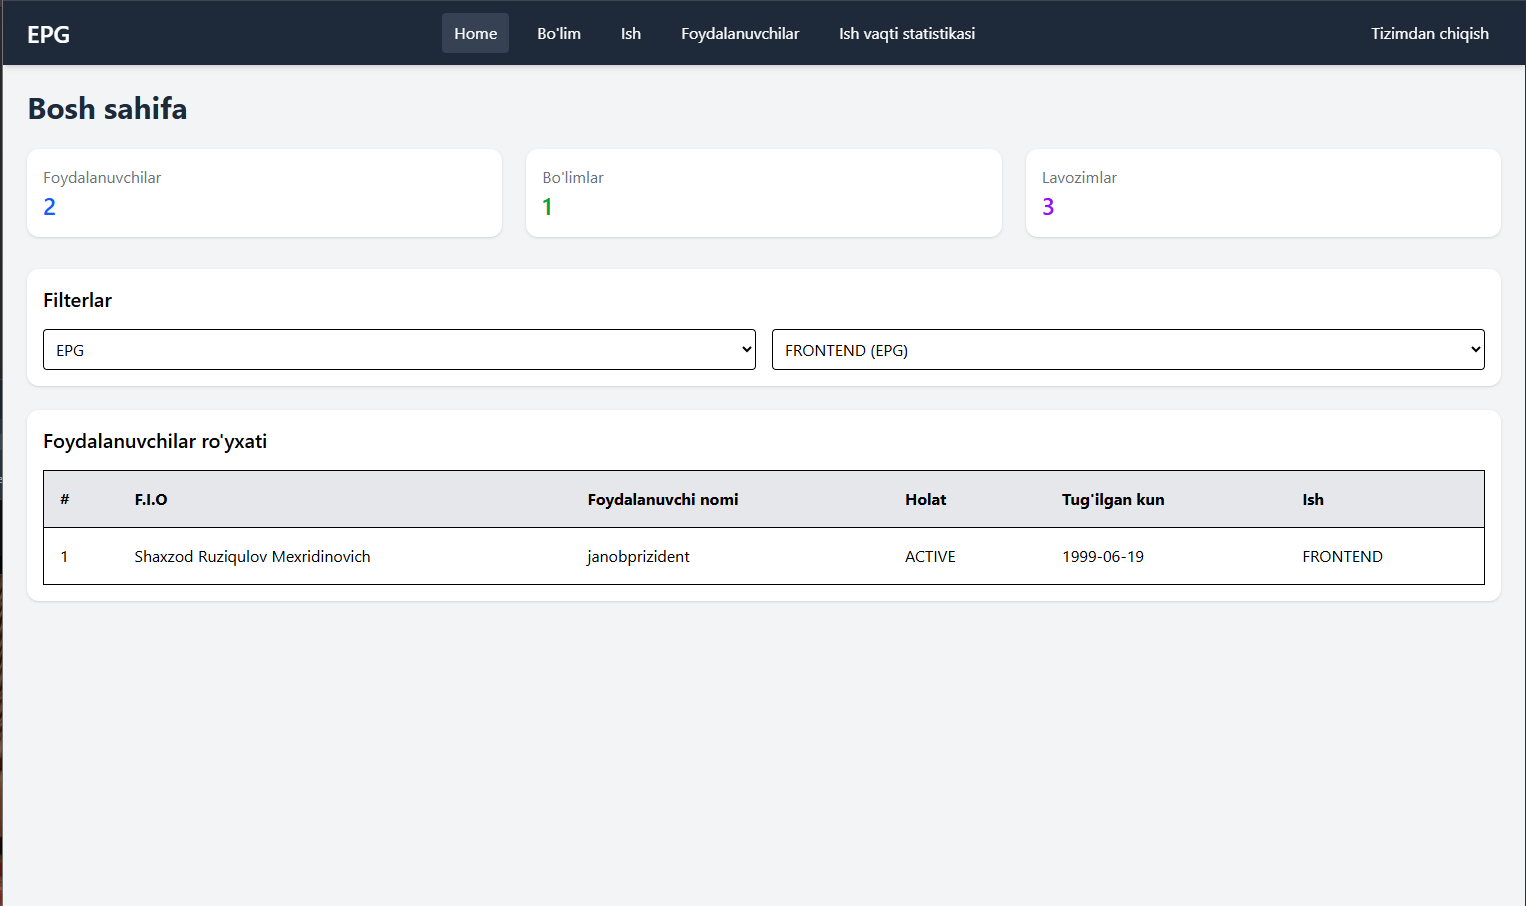 EPG Home Bo'lim Ish Foydalanuvchilar Ish vaqti statistikasi Tizimdan chiqish
Bosh sahifa
Foydalanuvchilar
2
Bo'limlar
1
Lavozimlar
3
Filterlar
EPG
FRONTEND (EPG)
Foydalanuvchilar ro'yxati
# F.I.O Foydalanuvchi nomi Holat Tug'ilgan kun Ish
1 Shaxzod Ruziqulov Mexridinovich janobprizident ACTIVE 1999-06-19 FRONTEND